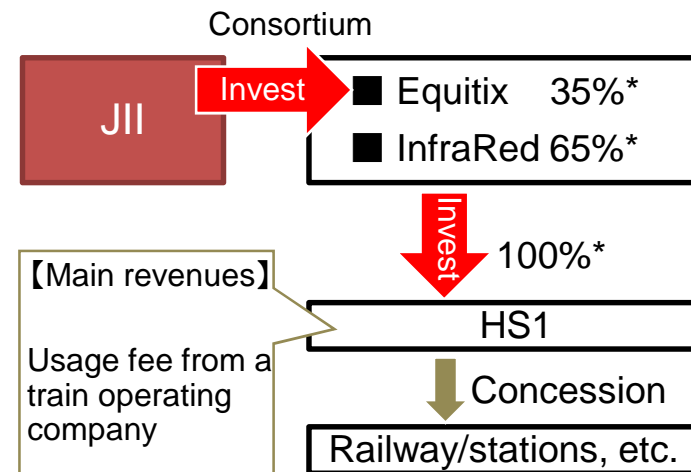 Consortium
JII
Invest
■ Equitix 35%*
■ InfraRed 65%*
Invest
100%*
【Main revenues】
Usage fee from a
train operating
company
HS1
Concession
Railway/stations, etc.